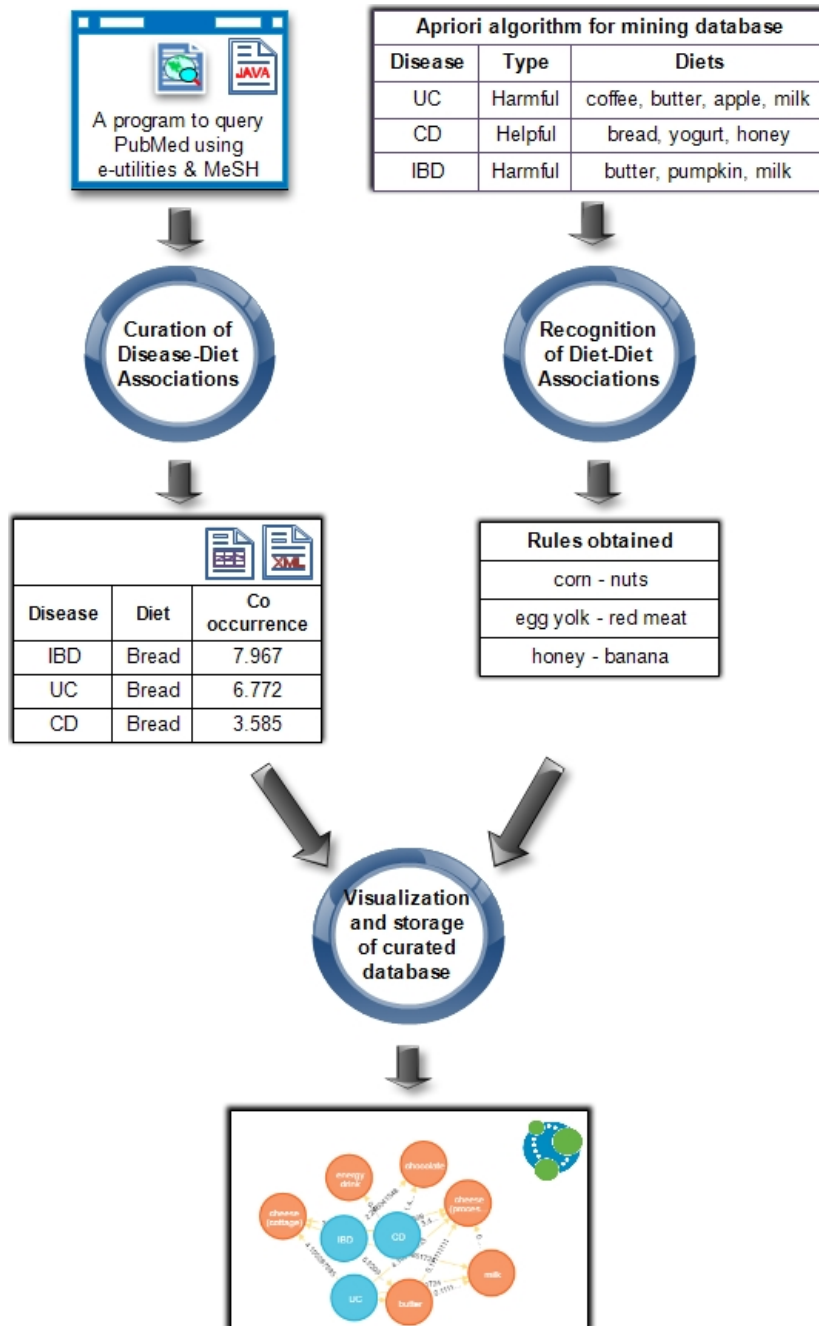 JAVA
A program to query
PubMed using
e-utilities & MeSH
Apriori algorithm for mining database
Disease Type Diets
UC Harmful coffee, butter, apple, milk
CD Helpful bread, yogurt, honey
IBD Harmful butter, pumpkin, milk
Curation of
Disease-Diet
Associations
Recognition
of Diet-Diet
Associations
XML
Disease Diet Co
occurrence
IBD Bread 7.967
UC Bread 6.772
CD Bread 3.585
Rules obtained
corn - nuts
egg yolk - red meat
honey - banana
Visualization
and storage
of curated
database
chocolate
energy
drink
cheese
(cottage)
cheese
(proces...
IBD
CD
milk
UC
butter